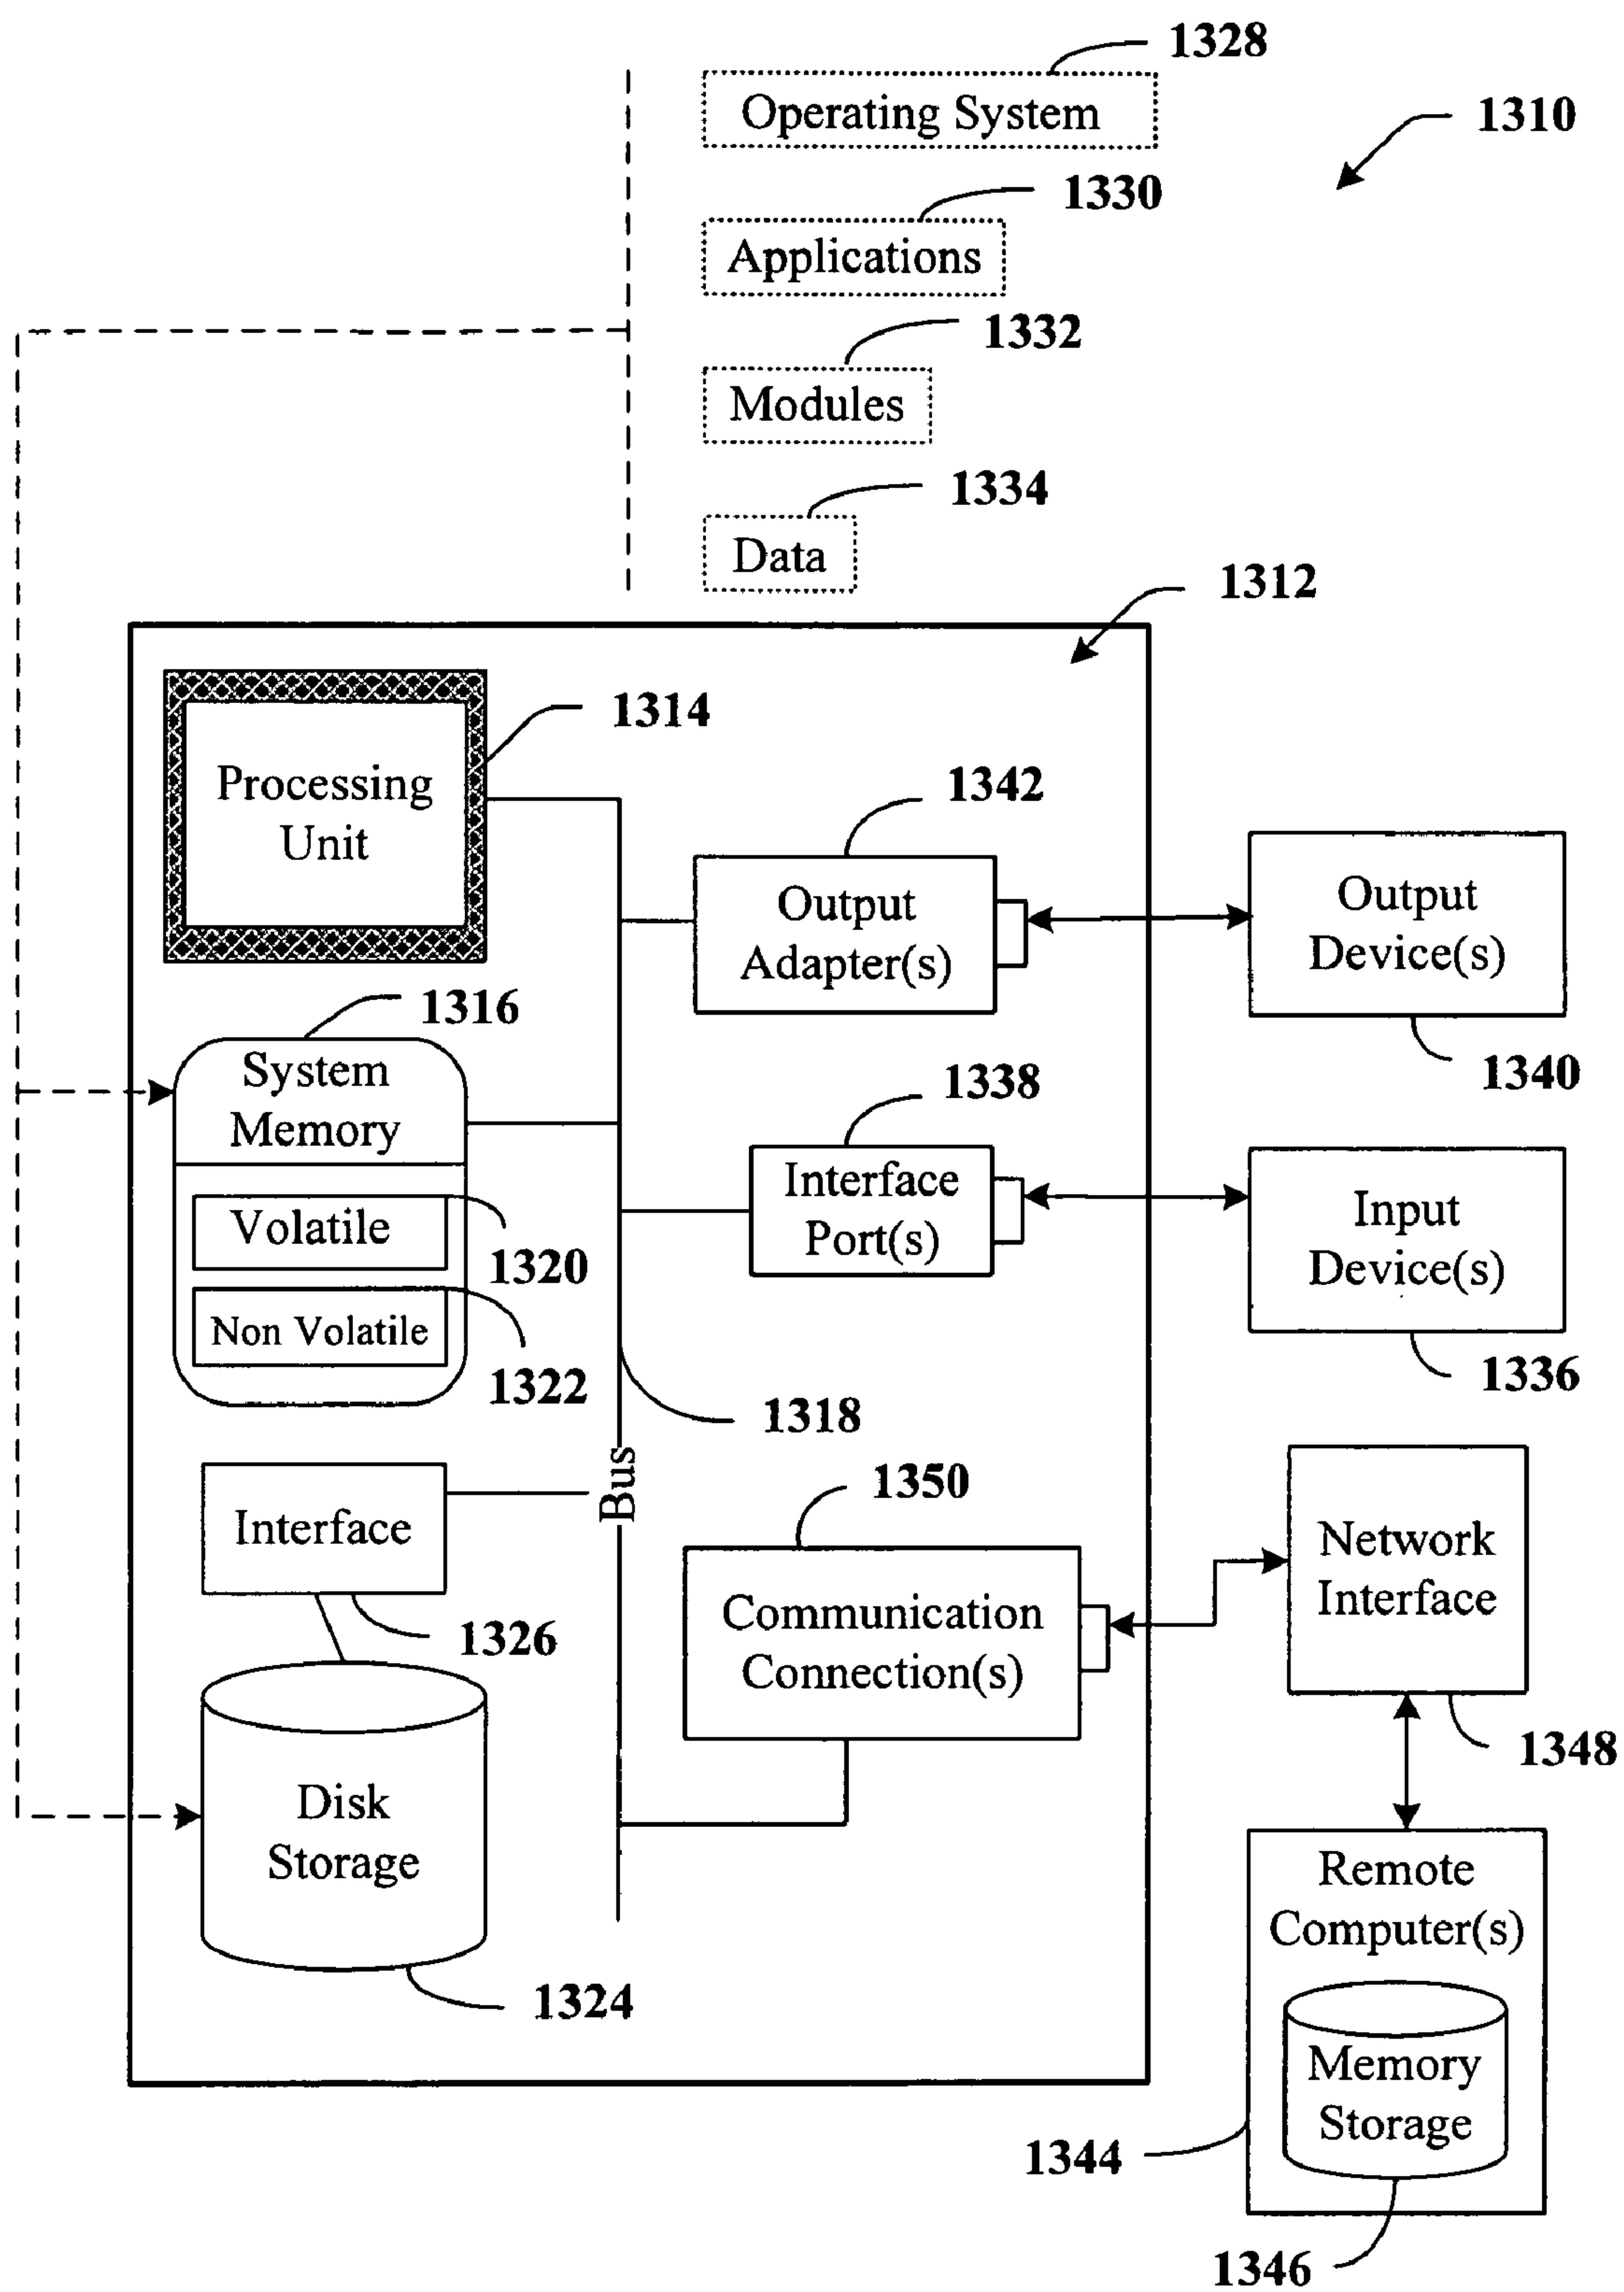 1328
Operating System
1310
1330
Applications
1332
Modules
1334
Data
1312
1314
Processing
Unit
1342
Output
Adapter(s)
Output
Device(s)
1340
1316
System
Memory
1338
Interface
Port(s)
Input
Device(s)
1336
Volatile
1320
Non Volatile
1322
1318
Bus
1350
Interface
1326
Communication
Connection(s)
Network
Interface
1348
Disk
Storage
1324
Remote
Computer(s)
Memory
Storage
1344
1346